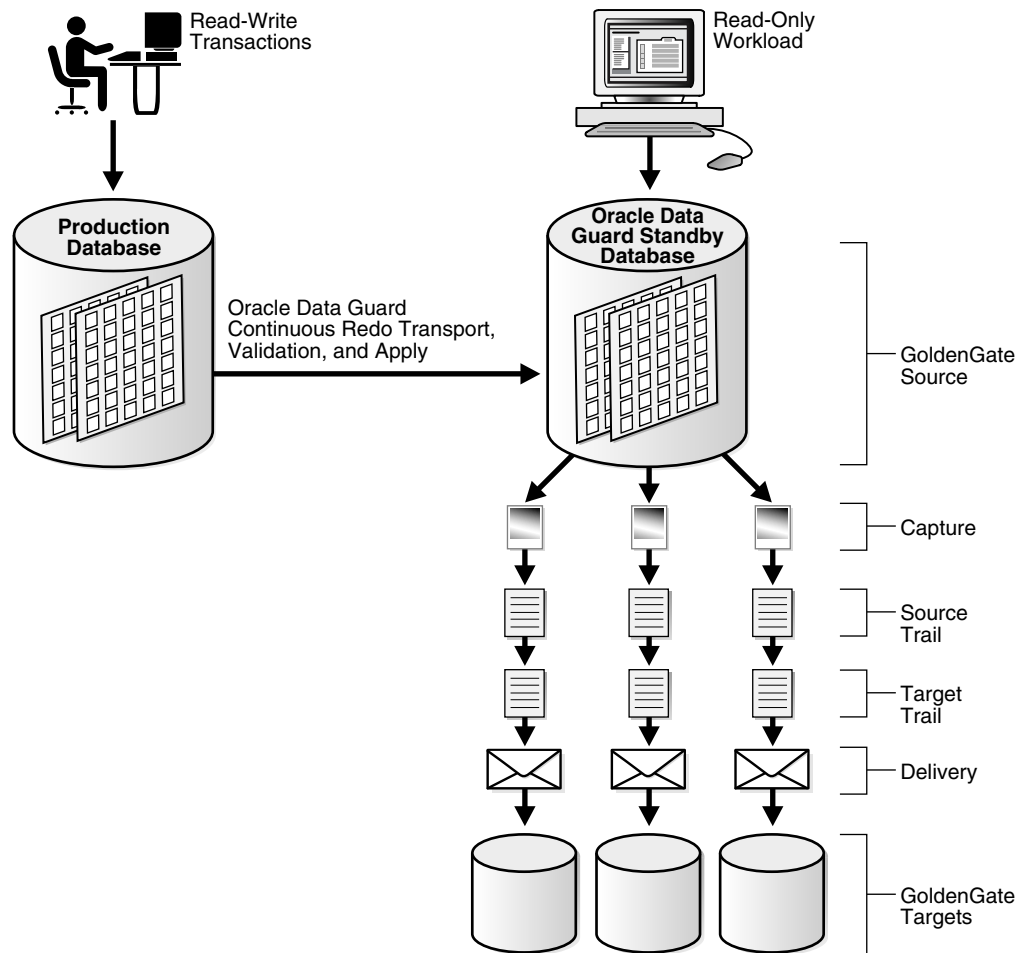 Read-Write
Transactions
Read-Only
Workload
Production
Database
Oracle Data
Guard Standby
Database
Oracle Data Guard
Continuous Redo Transport,
Validation, and Apply
GoldenGate
Source
Capture
Source
Trail
Target
Trail
Delivery
GoldenGate
Targets